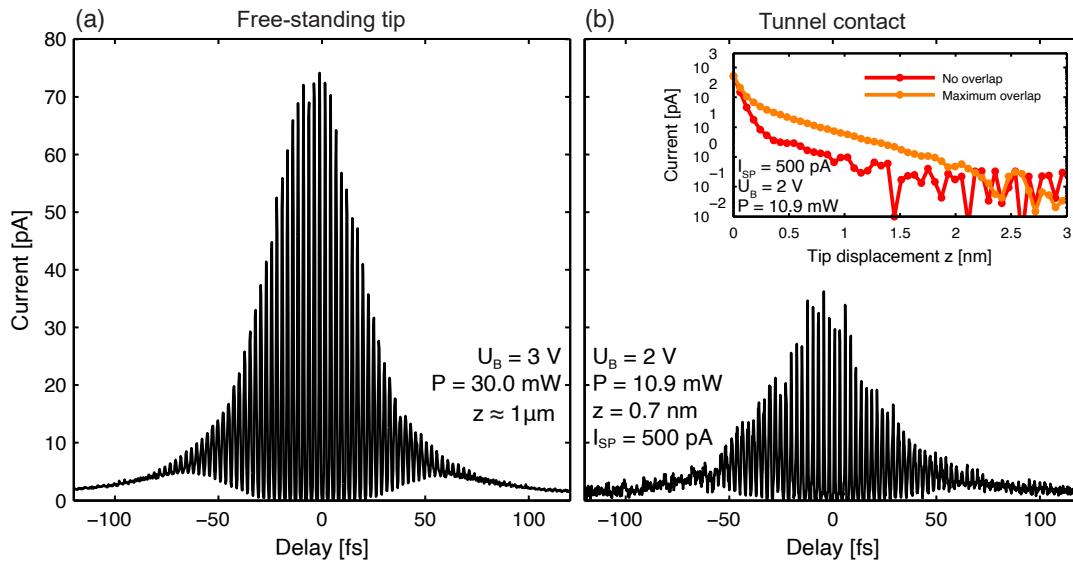 (a)
Free-standing tip
80
70
60
50
40
30
20
10
0
Current [pA]
−100
−50
0
50
100
Delay [fs]
U_B = 3 V
P = 30.0 mW
z ≈ 1μm
(b)
Tunnel contact
10^3
10^2
10^1
10^0
10^−1
10^−2
Current [pA]
No overlap
Maximum overlap
I_SP = 500 pA
U_B = 2 V
P = 10.9 mW
0
0.5
1
1.5
2
2.5
3
Tip displacement z [nm]
U_B = 2 V
P = 10.9 mW
z = 0.7 nm
I_SP = 500 pA
−100
−50
0
50
100
Delay [fs]